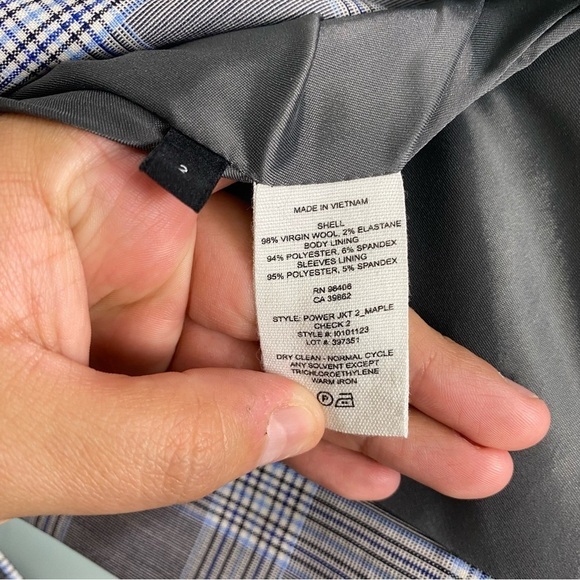 2
MADE IN VIETNAM
SHELL
98% VIRGIN WOOL, 2% ELASTANE
BODY LINING
94% POLYESTER, 6% SPANDEX
SLEEVES LINING
95% POLYESTER, 5% SPANDEX
RN 98406
CA 39862
STYLE: POWER JKT 2_MAPLE
CHECK 2
STYLE #: I0101123
LOT #: 397351
DRY CLEAN - NORMAL CYCLE
ANY SOLVENT EXCEPT
TRICHLOROETHYLENE
WARM IRON
P